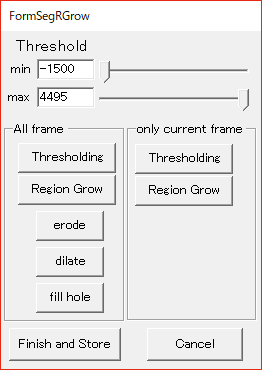 FormSegRGrow
Threshold
min -1500
max 4495
All frame
Thresholding
Region Grow
erode
dilate
fill hole
only current frame
Thresholding
Region Grow
Finish and Store
Cancel